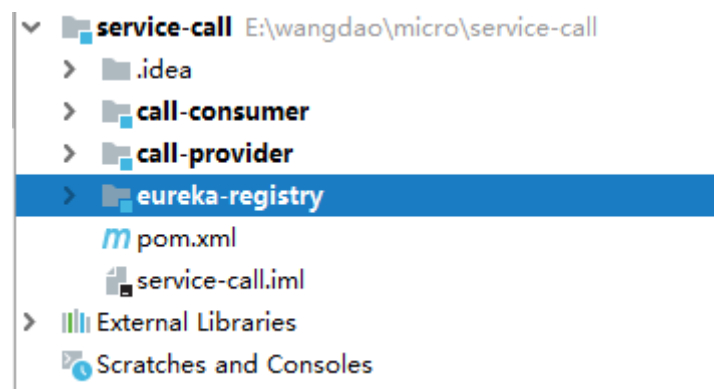 service-call E:\wangdao\micro\service-call
.idea
call-consumer
call-provider
eureka-registry
pom.xml
service-call.iml
External Libraries
Scratches and Consoles